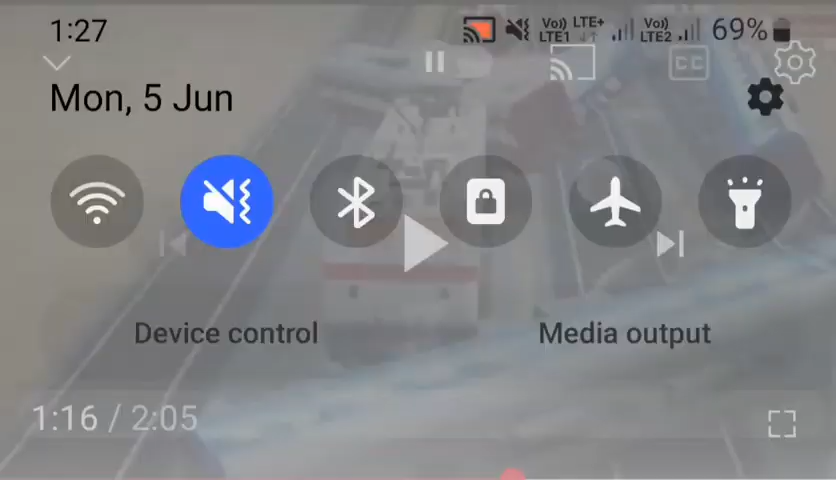 1:27
Vo)) LTE1 LTE+ Vo)) LTE2 69%
CC
Mon, 5 Jun
Device control Media output
1:16 / 2:05